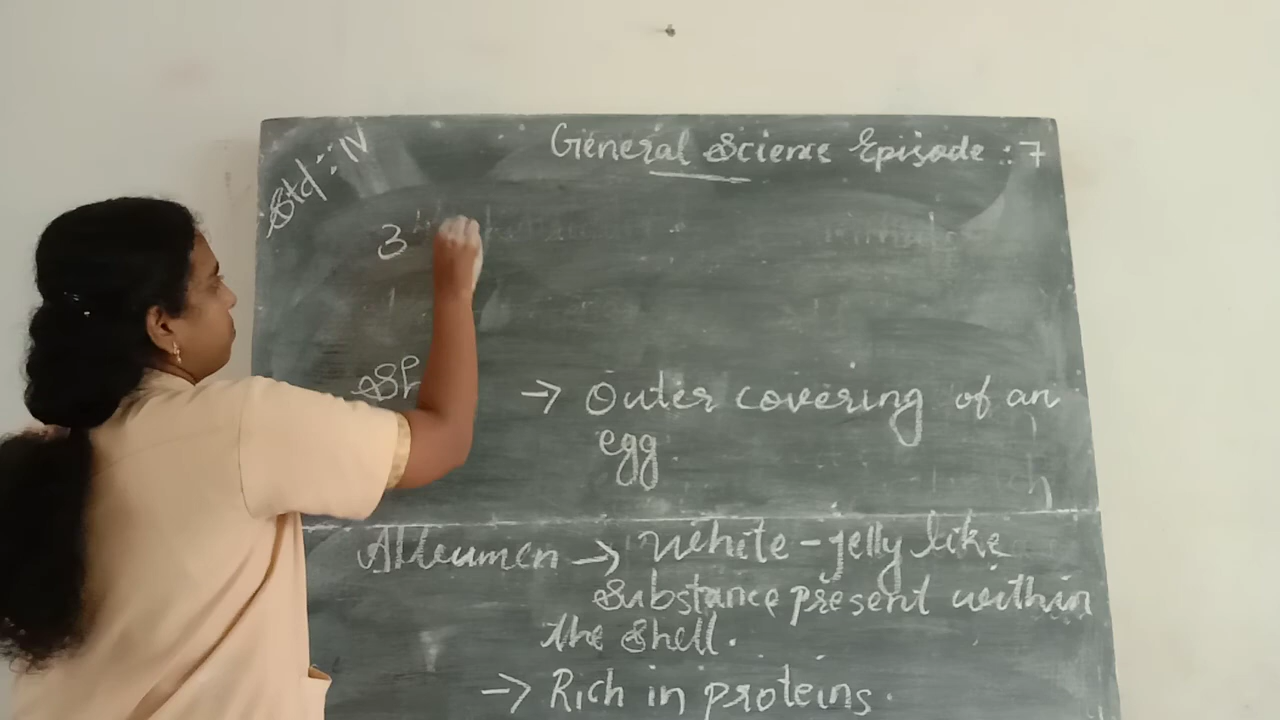 Std: IV
General Science Episode : 7
3
Sh → Outer covering of an
egg.
Albumen → White - jelly like
substance present within
the shell.
→ Rich in proteins.